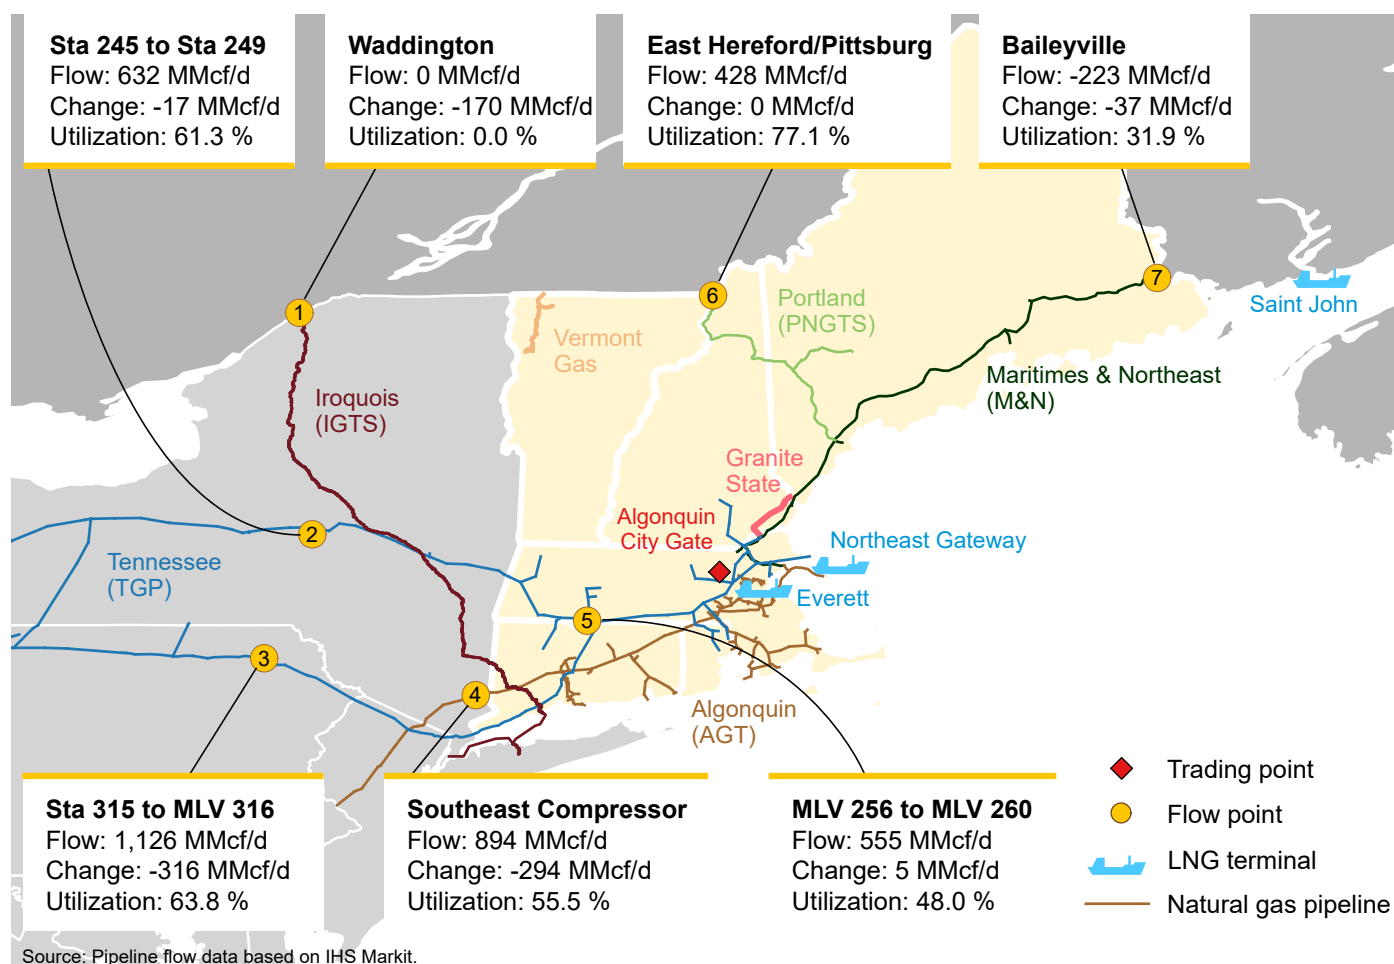 Sta 245 to Sta 249
Flow: 632 MMcf/d
Change: -17 MMcf/d
Utilization: 61.3 %
Waddington
Flow: 0 MMcf/d
Change: -170 MMcf/d
Utilization: 0.0 %
East Hereford/Pittsburg
Flow: 428 MMcf/d
Change: 0 MMcf/d
Utilization: 77.1 %
Baileyville
Flow: -223 MMcf/d
Change: -37 MMcf/d
Utilization: 31.9 %
7
6
1
Saint John
Portland
(PNGTS)
Vermont
Gas
Maritimes & Northeast
(M&N)
Iroquois
(IGTS)
Granite
State
Algonquin
City Gate
2
Northeast Gateway
Tennessee
(TGP)
Everett
5
3
4
Algonquin
(AGT)
Sta 315 to MLV 316
Flow: 1,126 MMcf/d
Change: -316 MMcf/d
Utilization: 63.8 %
Southeast Compressor
Flow: 894 MMcf/d
Change: -294 MMcf/d
Utilization: 55.5 %
MLV 256 to MLV 260
Flow: 555 MMcf/d
Change: 5 MMcf/d
Utilization: 48.0 %
Trading point
Flow point
LNG terminal
Natural gas pipeline
Source: Pipeline flow data based on IHS Markit.